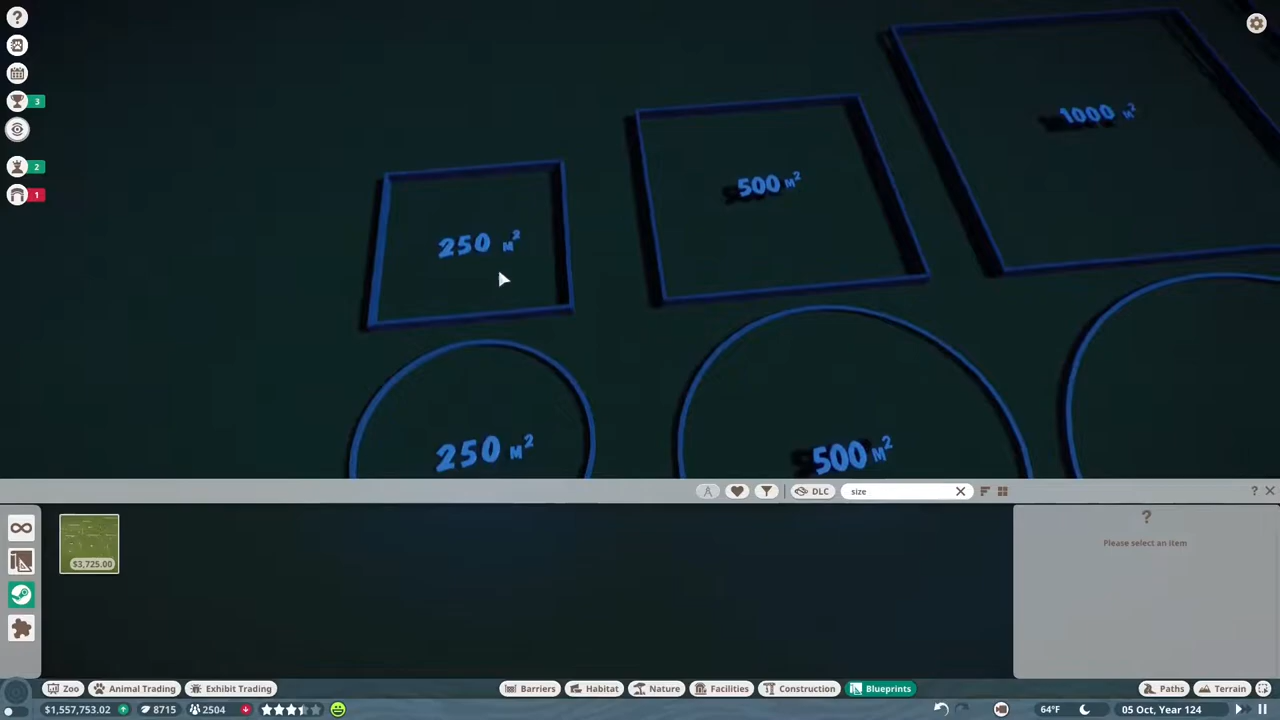 ?
3
2
1
250 M²
500 M²
1000 M²
250 M²
500 M²
DLC
size
?
?
Please select an item
$3,725.00
Zoo
Animal Trading
Exhibit Trading
Barriers
Habitat
Nature
Facilities
Construction
Blueprints
Paths
Terrain
$1,557,753.02
8715
2504
64°F
05 Oct, Year 124